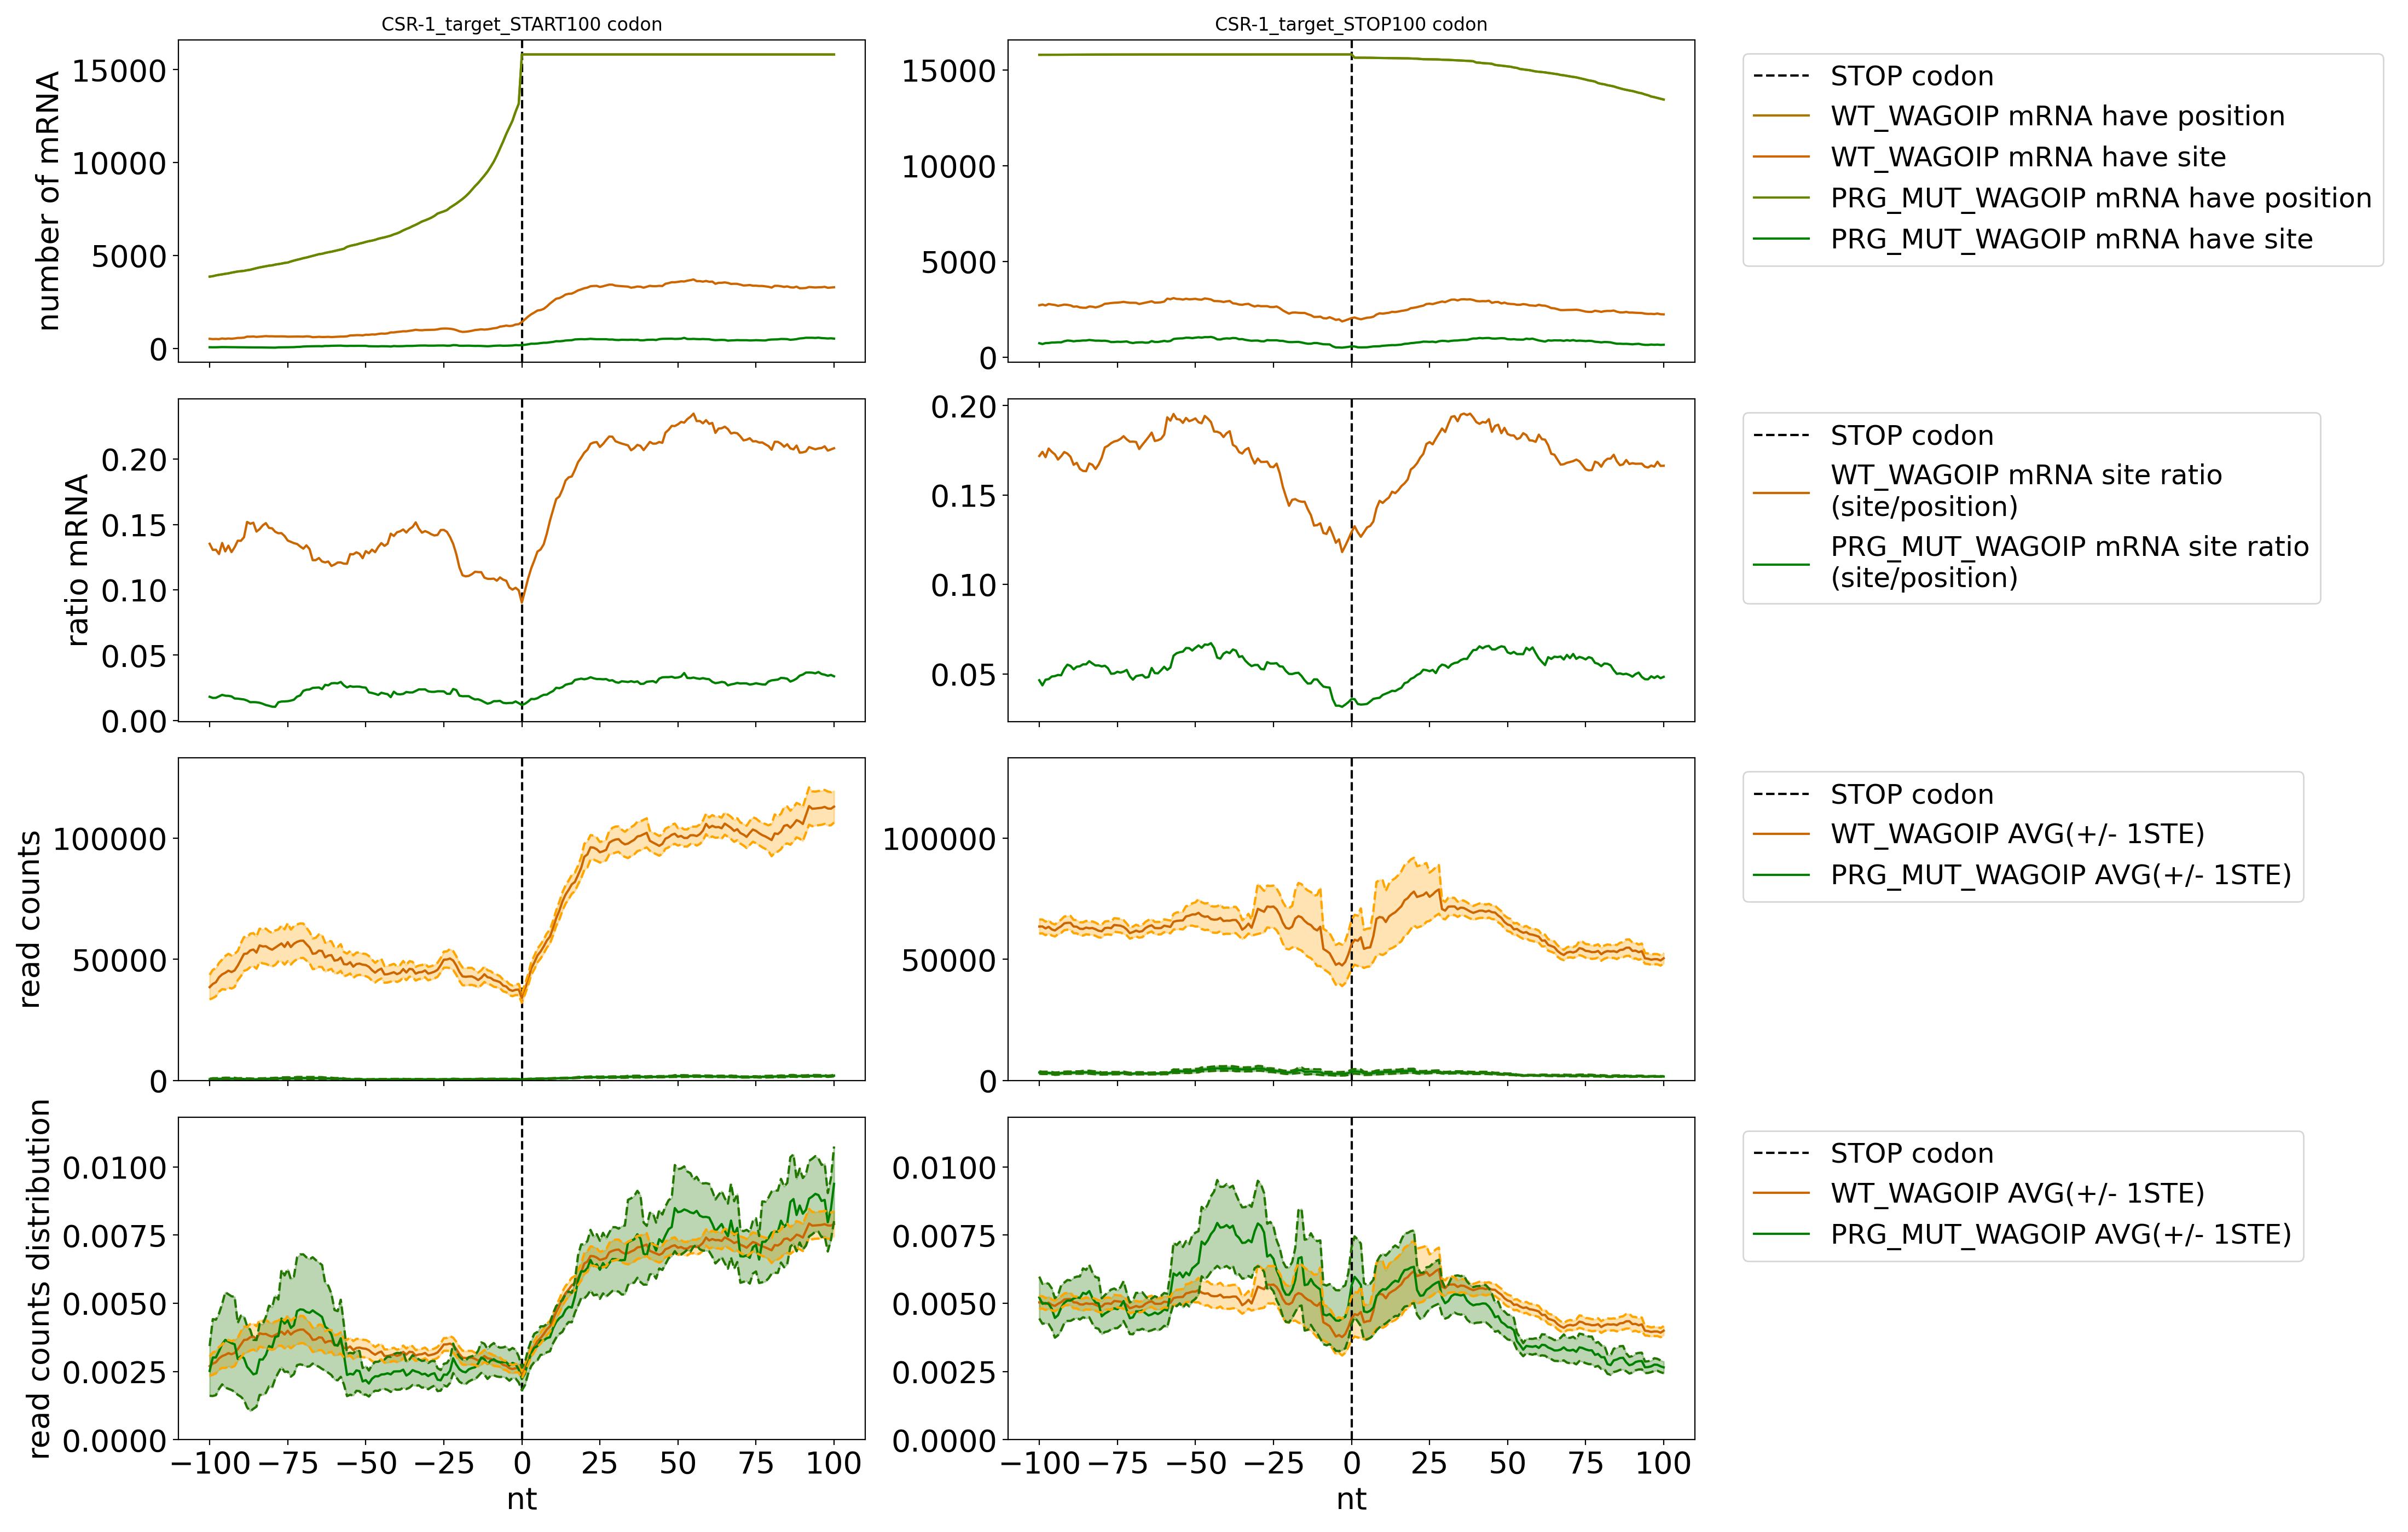 CSR-1_target_START100 codon
CSR-1_target_STOP100 codon
number of mRNA
15000
10000
5000
0
15000
10000
5000
0
STOP codon
WT_WAGOIP mRNA have position
WT_WAGOIP mRNA have site
PRG_MUT_WAGOIP mRNA have position
PRG_MUT_WAGOIP mRNA have site
ratio mRNA
0.20
0.15
0.10
0.05
0.00
0.20
0.15
0.10
0.05
STOP codon
WT_WAGOIP mRNA site ratio
(site/position)
PRG_MUT_WAGOIP mRNA site ratio
(site/position)
read counts
100000
50000
0
100000
50000
0
STOP codon
WT_WAGOIP AVG(+/- 1STE)
PRG_MUT_WAGOIP AVG(+/- 1STE)
read counts distribution
0.0100
0.0075
0.0050
0.0025
0.0000
0.0100
0.0075
0.0050
0.0025
0.0000
STOP codon
WT_WAGOIP AVG(+/- 1STE)
PRG_MUT_WAGOIP AVG(+/- 1STE)
−100 −75 −50 −25 0 25 50 75 100
nt
−100 −75 −50 −25 0 25 50 75 100
nt